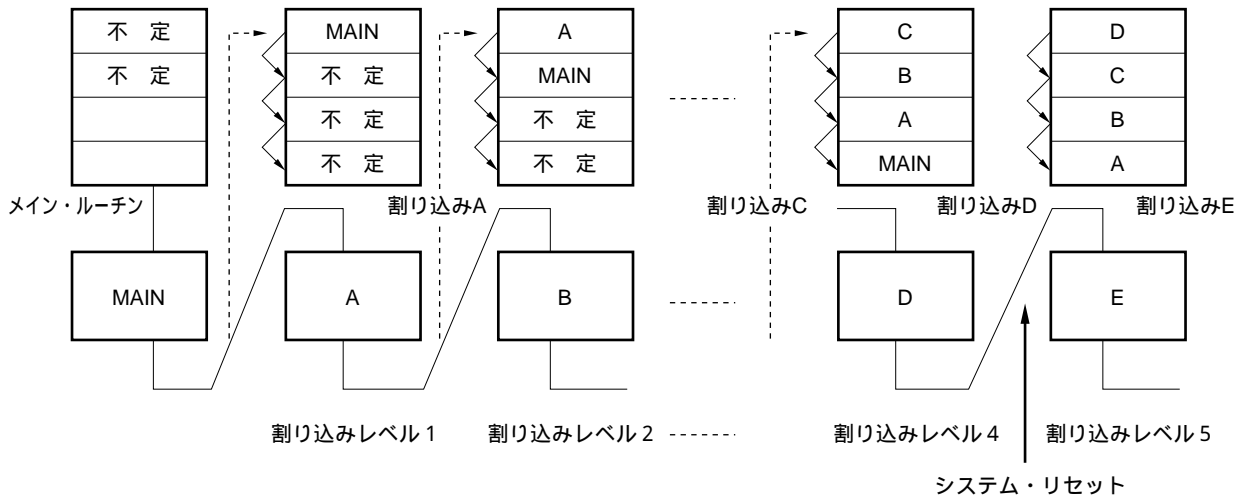 不 定 MAIN A C D
不 定 不 定 MAIN B C
不 定 不 定 A B
不 定 不 定 MAIN A
メイン・ルーチン 割り込みA 割り込みC 割り込みD 割り込みE
MAIN A B D E
割り込みレベル1 割り込みレベル2 割り込みレベル4 割り込みレベル5
システム・リセット